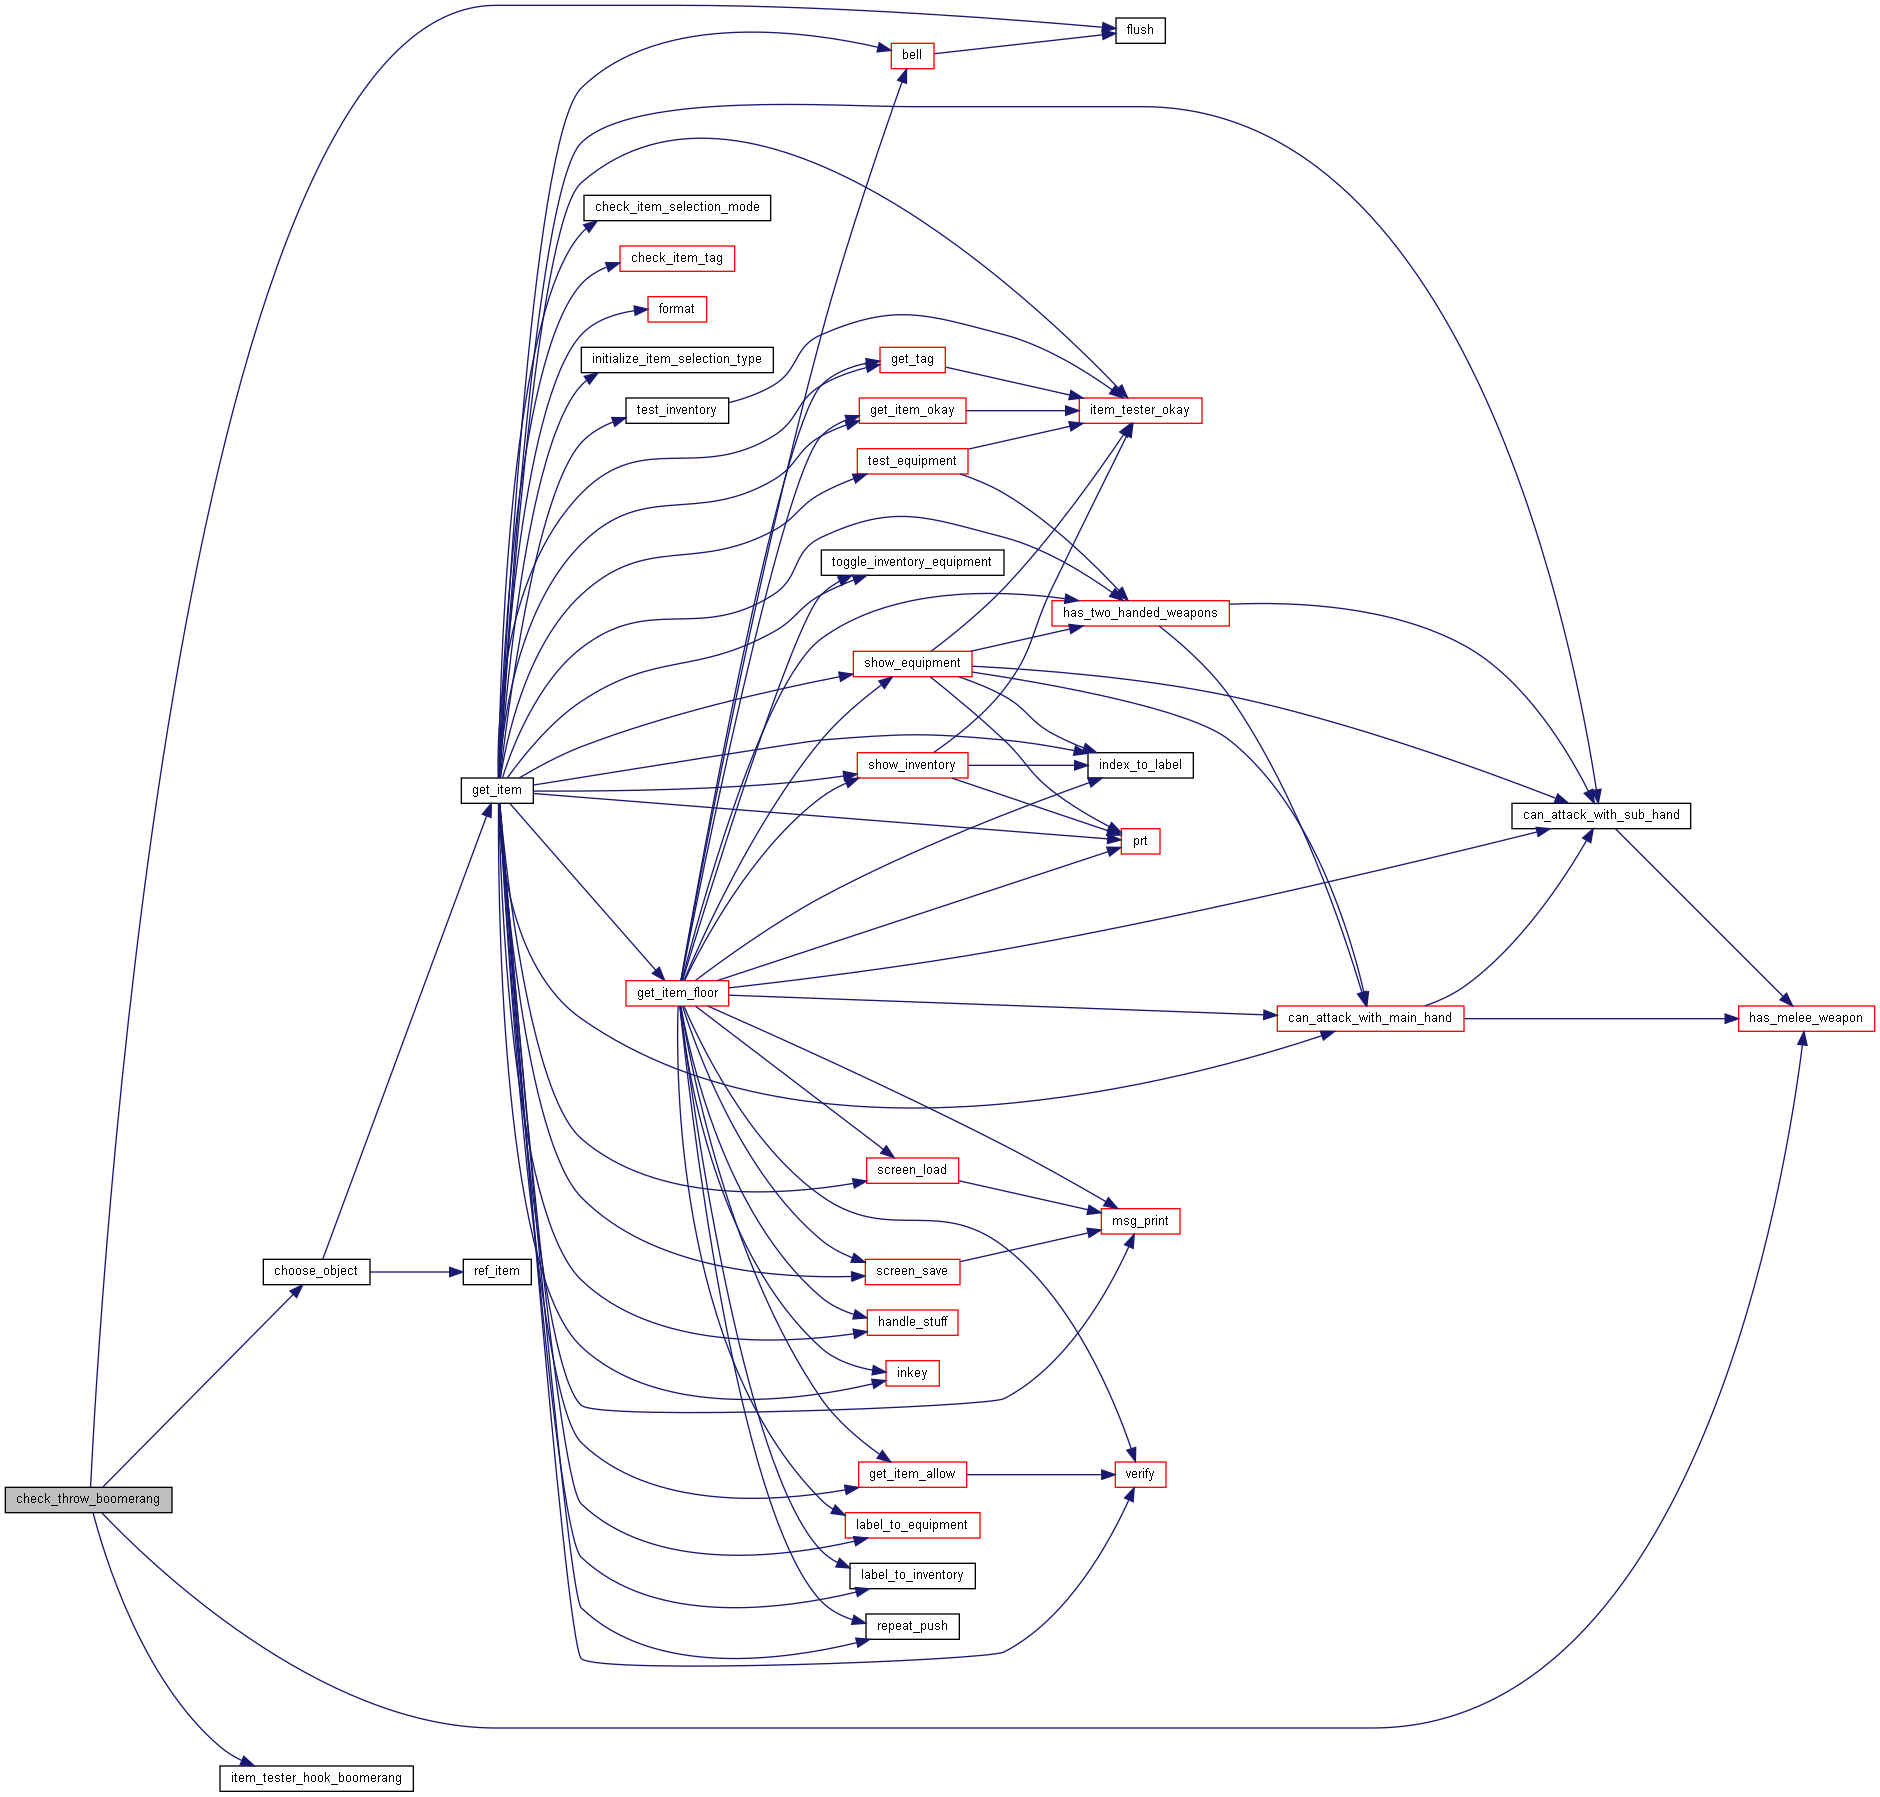 flush
bell
check_item_selection_mode
check_item_tag
format
initialize_item_selection_type
get_tag
test_inventory
get_item_okay
item_tester_okay
test_equipment
toggle_inventory_equipment
has_two_handed_weapons
show_equipment
show_inventory
index_to_label
get_item
can_attack_with_sub_hand
prt
get_item_floor
can_attack_with_main_hand
has_melee_weapon
screen_load
msg_print
choose_object
ref_item
screen_save
handle_stuff
inkey
get_item_allow
verify
check_throw_boomerang
label_to_equipment
label_to_inventory
repeat_push
item_tester_hook_boomerang